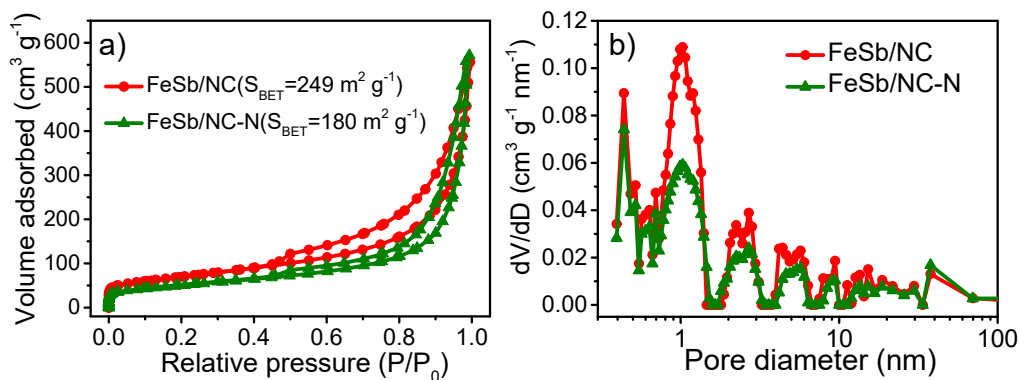 a)
FeSb/NC(S_BET=249 m² g⁻¹)
FeSb/NC-N(S_BET=180 m² g⁻¹)
Volume adsorbed (cm³ g⁻¹)
600
500
400
300
200
100
0
0.0 0.2 0.4 0.6 0.8 1.0
Relative pressure (P/P₀)
b)
FeSb/NC
FeSb/NC-N
dV/dD (cm³ g⁻¹ nm⁻¹)
0.12
0.10
0.08
0.06
0.04
0.02
0.00
1 10 100
Pore diameter (nm)